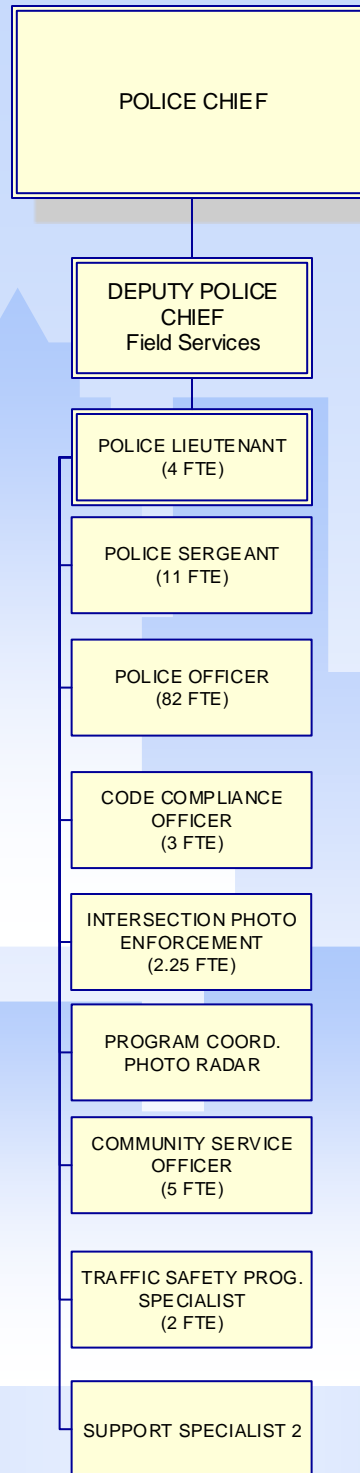 POLICE CHIEF
DEPUTY POLICE
CHIEF
Field Services
POLICE LIEUTENANT
(4 FTE)
POLICE SERGEANT
(11 FTE)
POLICE OFFICER
(82 FTE)
CODE COMPLIANCE
OFFICER
(3 FTE)
INTERSECTION PHOTO
ENFORCEMENT
(2.25 FTE)
PROGRAM COORD.
PHOTO RADAR
COMMUNITY SERVICE
OFFICER
(5 FTE)
TRAFFIC SAFETY PROG.
SPECIALIST
(2 FTE)
SUPPORT SPECIALIST 2